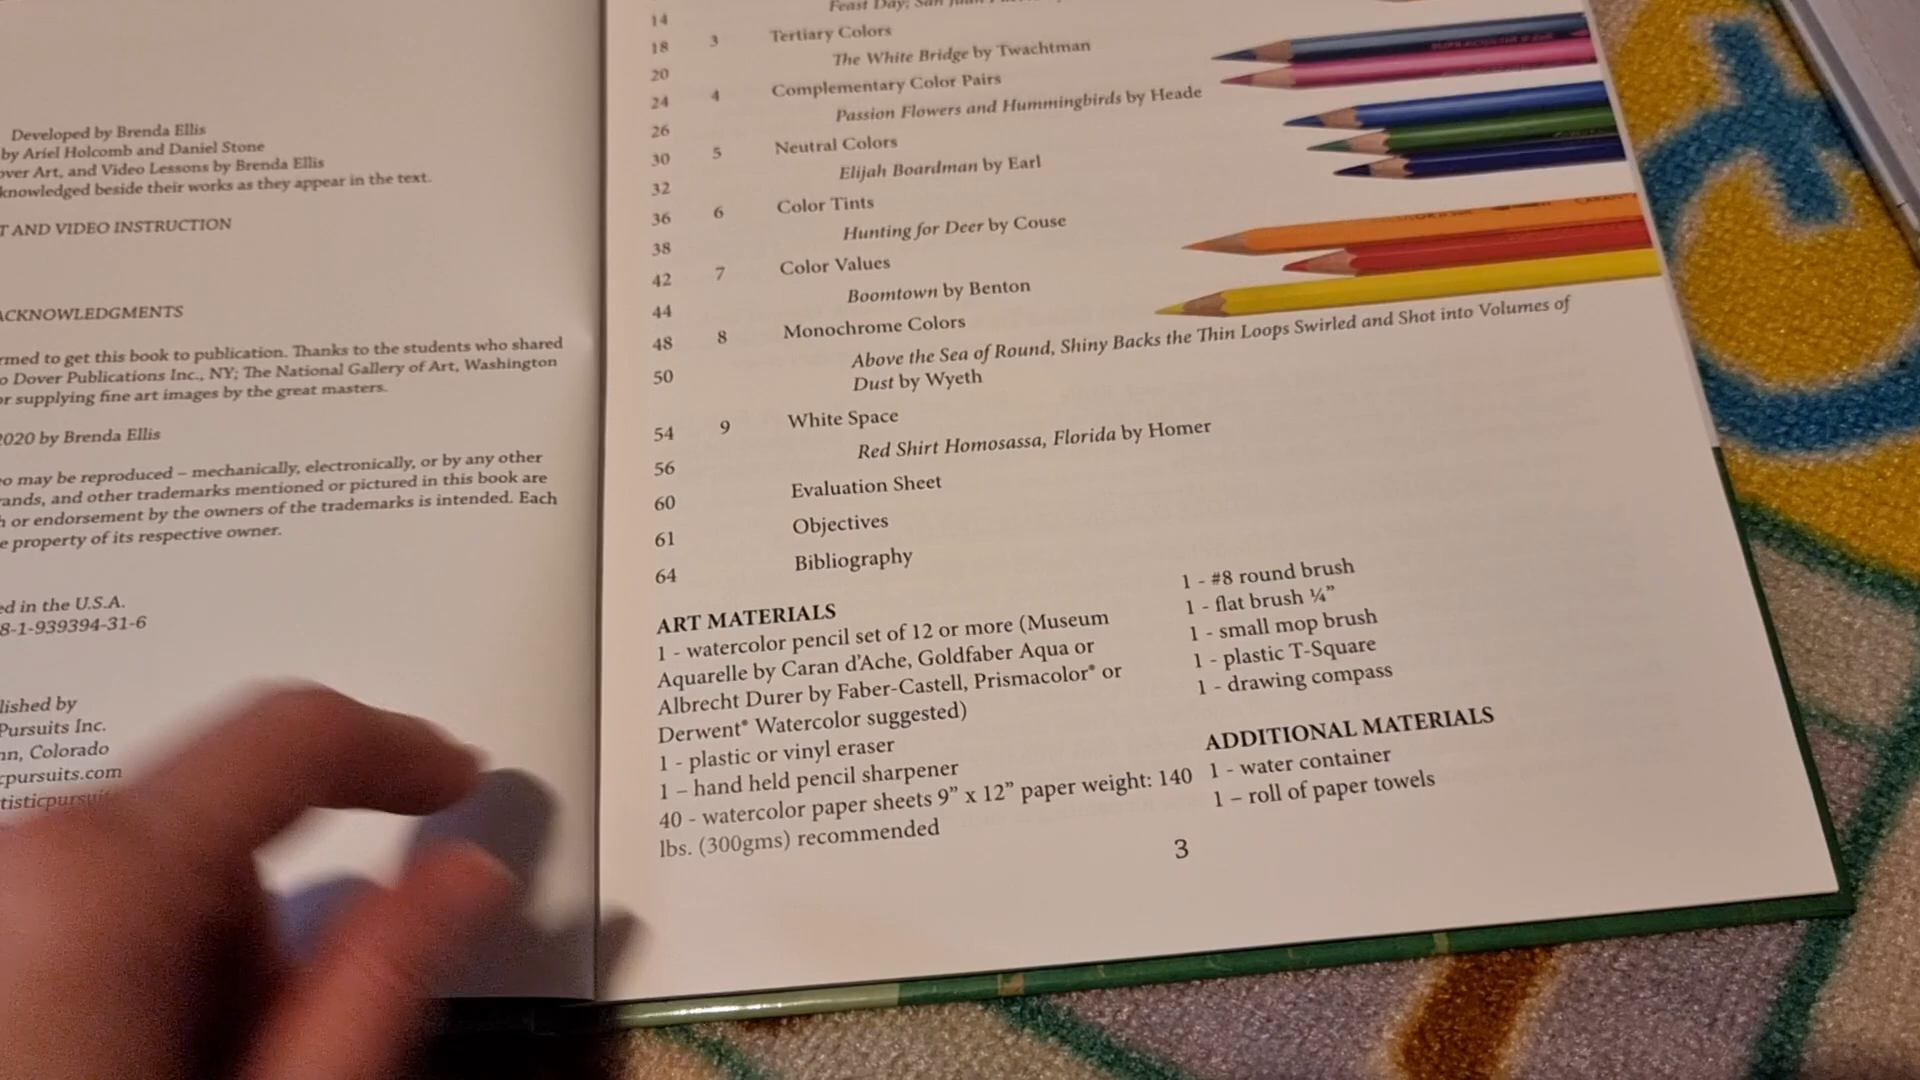 Developed by Brenda Ellis
by Ariel Holcomb and Daniel Stone
over Art, and Video Lessons by Brenda Ellis
knowledged beside their works as they appear in the text.
T AND VIDEO INSTRUCTION
ACKNOWLEDGMENTS
rmed to get this book to publication. Thanks to the students who shared
o Dover Publications Inc., NY; The National Gallery of Art, Washington
or supplying fine art images by the great masters.
2020 by Brenda Ellis
o may be reproduced – mechanically, electronically, or by any other
rands, and other trademarks mentioned or pictured in this book are
h or endorsement by the owners of the trademarks is intended. Each
e property of its respective owner.
ed in the U.S.A.
8-1-939394-31-6
lished by
Pursuits Inc.
nn, Colorado
cpursuits.com
14 Feast Day, San Juan
18 3 Tertiary Colors
20 The White Bridge by Twachtman
24 4 Complementary Color Pairs
26 Passion Flowers and Hummingbirds by Heade
30 5 Neutral Colors
32 Elijah Boardman by Earl
36 6 Color Tints
38 Hunting for Deer by Couse
42 7 Color Values
44 Boomtown by Benton
48 8 Monochrome Colors
50 Above the Sea of Round, Shiny Backs the Thin Loops Swirled and Shot into Volumes of
Dust by Wyeth
54 9 White Space
56 Red Shirt Homosassa, Florida by Homer
60 Evaluation Sheet
61 Objectives
64 Bibliography
ART MATERIALS
1 - watercolor pencil set of 12 or more (Museum
Aquarelle by Caran d'Ache, Goldfaber Aqua or
Albrecht Durer by Faber-Castell, Prismacolor® or
Derwent® Watercolor suggested)
1 - plastic or vinyl eraser
1 – hand held pencil sharpener
40 - watercolor paper sheets 9” x 12” paper weight: 140
lbs. (300gms) recommended
1 - #8 round brush
1 - flat brush ¼”
1 - small mop brush
1 - plastic T-Square
1 - drawing compass
ADDITIONAL MATERIALS
1 - water container
1 – roll of paper towels
3